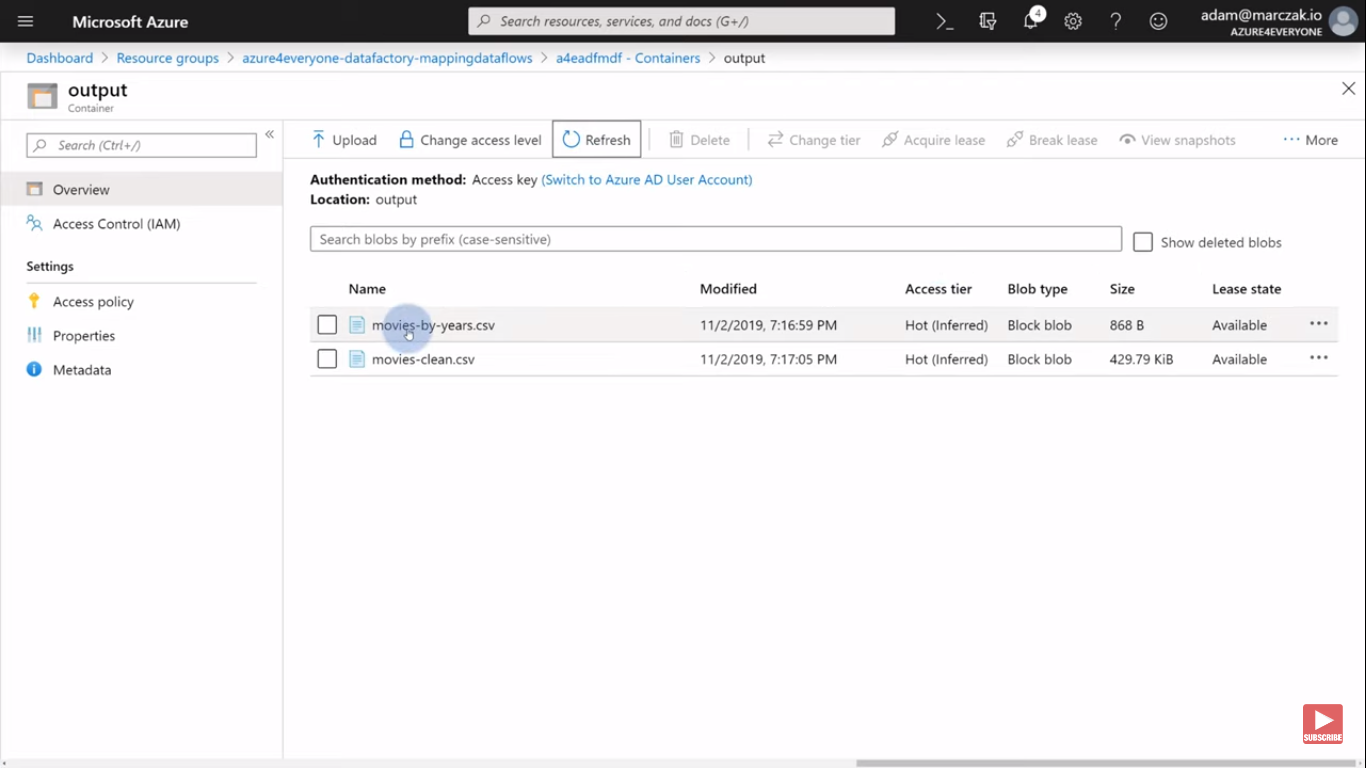 Microsoft Azure
Search resources, services, and docs (G+/)
4
adam@marczak.io
AZURE4EVERYONE
Dashboard > Resource groups > azure4everyone-datafactory-mappingdataflows > a4eadfmdf - Containers > output
output
Container
Search (Ctrl+/)
«
Overview
Access Control (IAM)
Settings
Access policy
Properties
Metadata
Upload Change access level Refresh Delete Change tier Acquire lease Break lease View snapshots ··· More
Authentication method: Access key (Switch to Azure AD User Account)
Location: output
Search blobs by prefix (case-sensitive)
Show deleted blobs
Name Modified Access tier Blob type Size Lease state
movies-by-years.csv 11/2/2019, 7:16:59 PM Hot (Inferred) Block blob 868 B Available ···
movies-clean.csv 11/2/2019, 7:17:05 PM Hot (Inferred) Block blob 429.79 KiB Available ···
SUBSCRIBE